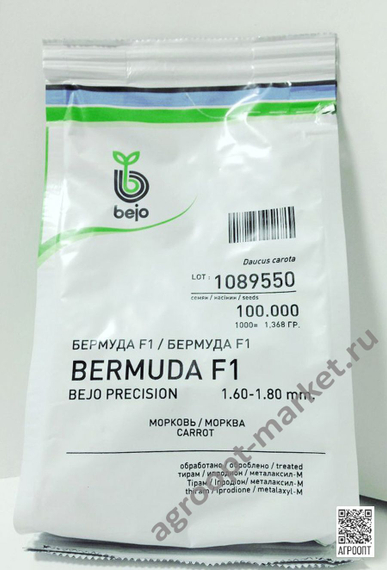 bejo
Daucus carota
LOT: 1089550
семян / насінин / seeds
100.000
1000= 1,368 ГР.
БЕРМУДА F1 / БЕРМУДА F1
BERMUDA F1
BEJO PRECISION 1.60-1.80 mm
МОРКОВЬ / МОРКВА
CARROT
обработано / оброблено / treated
тирам / ипродион / металаксил-М
Тірам / іпродіон / металаксил-М
thiram / iprodione / metalaxyl-M
agroopt-market.ru
АГРООПТ